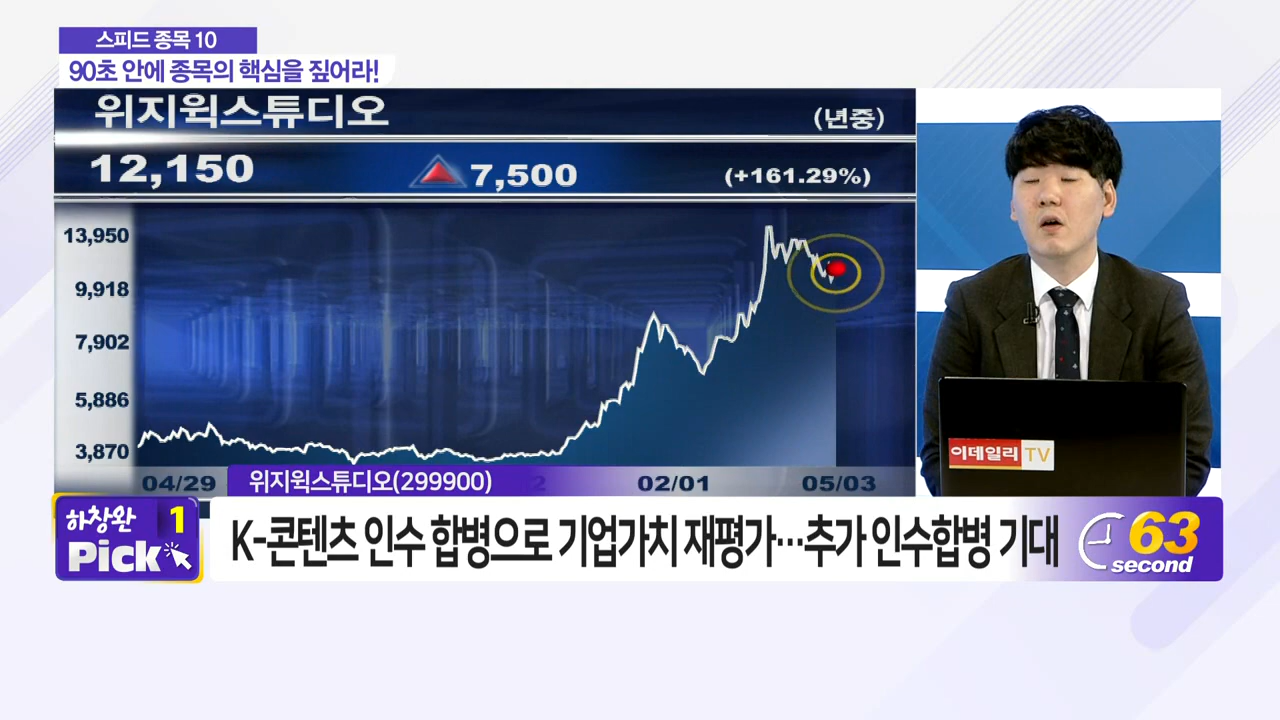 스피드 종목 10
90초 안에 종목의 핵심을 짚어라!
위지윅스튜디오
(년중)
12,150
7,500
(+161.29%)
13,950
9,918
7,902
5,886
3,870
04/29
2
02/01
05/03
위지윅스튜디오(299900)
이데일리TV
하창완
Pick
1
K-콘텐츠 인수 합병으로 기업가치 재평가…추가 인수합병 기대
63
second